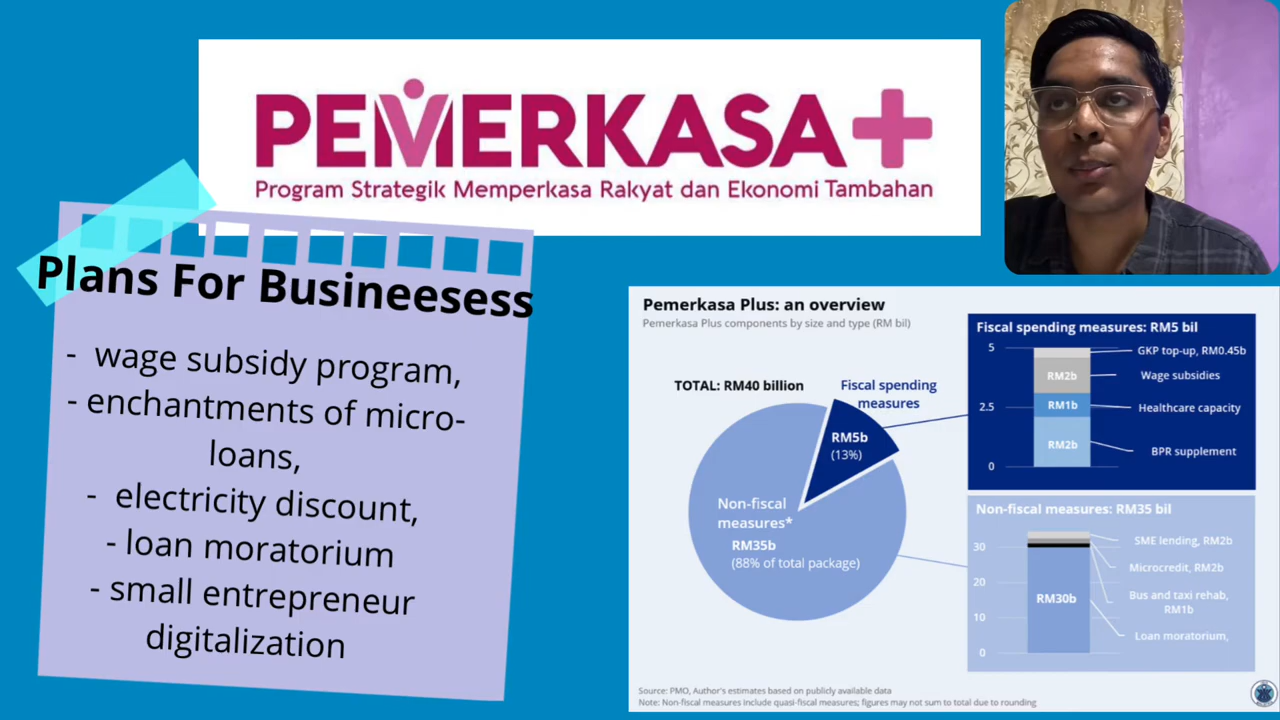 PEMERKASA+
Program Strategik Memperkasa Rakyat dan Ekonomi Tambahan
Plans For Busineesess
- wage subsidy program,
- enchantments of micro-
loans,
- electricity discount,
- loan moratorium
- small entrepreneur
digitalization
Pemerkasa Plus: an overview
Pemerkasa Plus components by size and type (RM bil)
TOTAL: RM40 billion
Fiscal spending
measures
RM5b
(13%)
Non-fiscal
measures*
RM35b
(88% of total package)
Fiscal spending measures: RM5 bil
5
GKP top-up, RM0.45b
RM2b
Wage subsidies
2.5
RM1b
Healthcare capacity
RM2b
BPR supplement
0
Non-fiscal measures: RM35 bil
30
SME lending, RM2b
Microcredit, RM2b
20
RM30b
Bus and taxi rehab,
RM1b
10
Loan moratorium,
0
Source: PMO, Author's estimates based on publicly available data
Note: Non-fiscal measures include quasi-fiscal measures; figures may not sum to total due to rounding